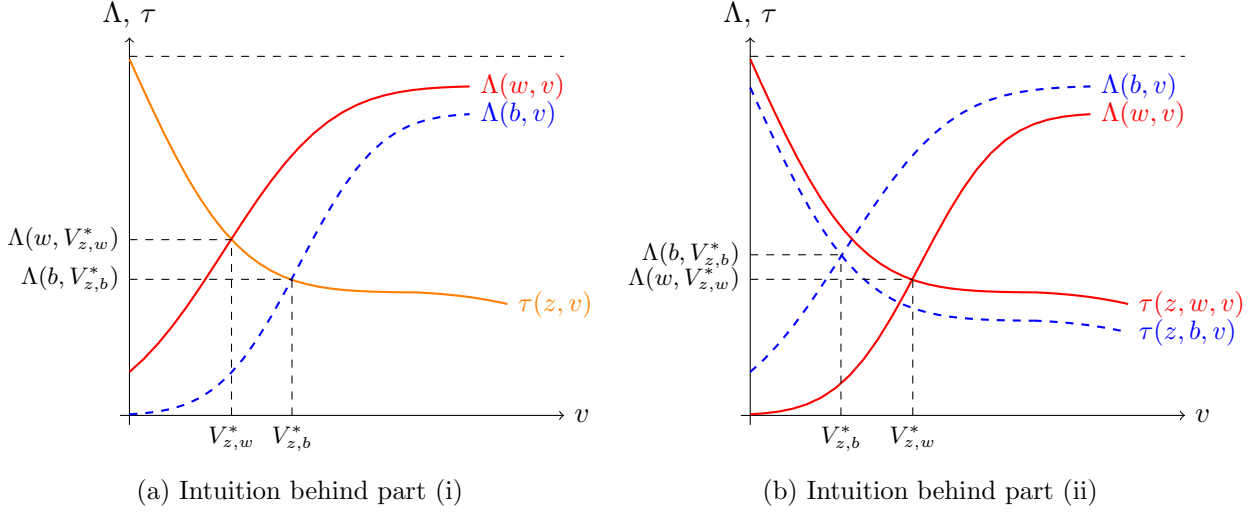 Λ, τ
Λ(w, v)
Λ(b, v)
Λ(w, V*z,w)
Λ(b, V*z,b)
τ(z, v)
v
V*z,w
V*z,b
(a) Intuition behind part (i)
Λ, τ
Λ(b, v)
Λ(w, v)
Λ(b, V*z,b)
Λ(w, V*z,w)
τ(z, w, v)
τ(z, b, v)
v
V*z,b
V*z,w
(b) Intuition behind part (ii)